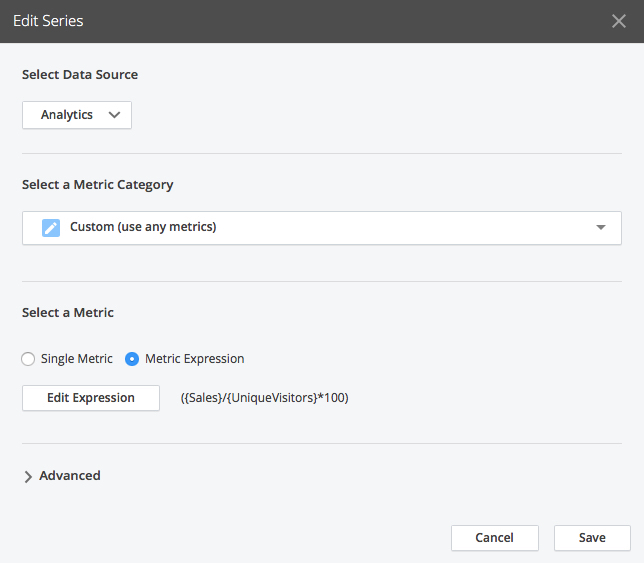 Edit Series
Select Data Source
Analytics
Select a Metric Category
Custom (use any metrics)
Select a Metric
Single Metric Metric Expression
Edit Expression ({Sales}/{UniqueVisitors}*100)
Advanced
Cancel Save